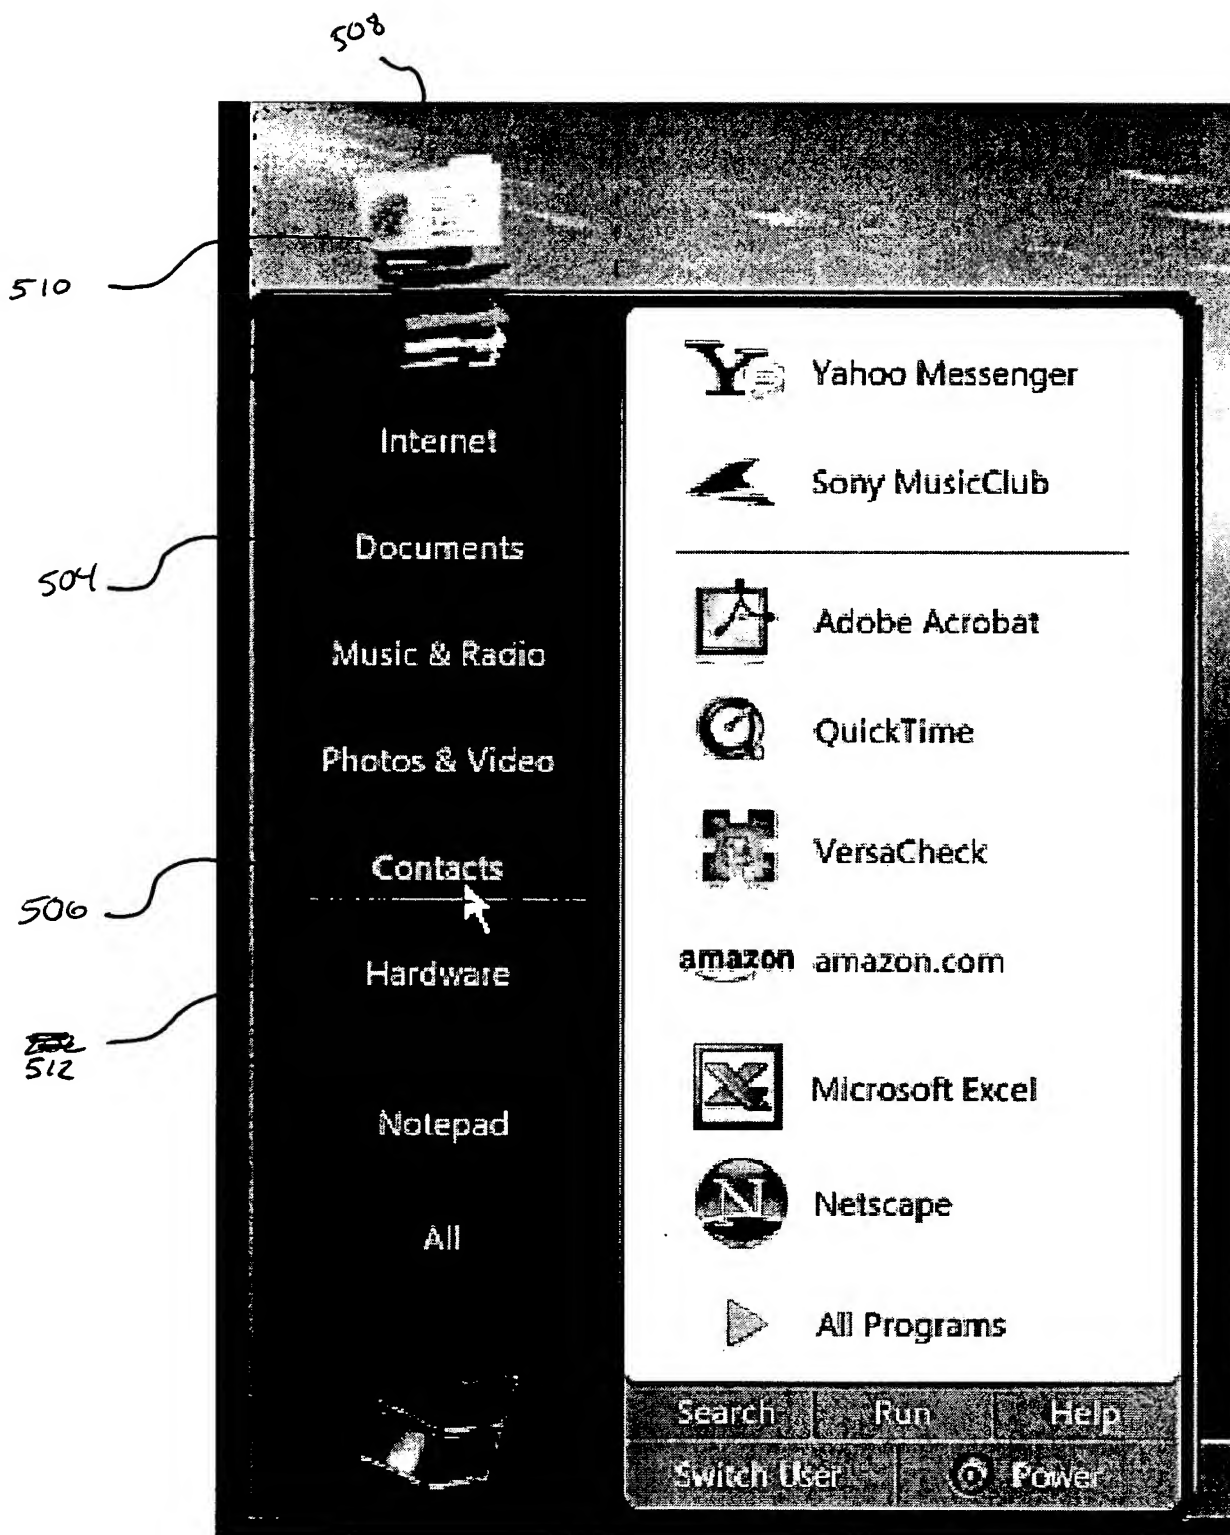 508
510
Internet
Documents
504
Music & Radio
Photos & Video
Contacts
506
Hardware
512
Notepad
All
Yahoo Messenger
Sony MusicClub
Adobe Acrobat
QuickTime
VersaCheck
amazon amazon.com
Microsoft Excel
Netscape
All Programs
Search Run Help
Switch User Power